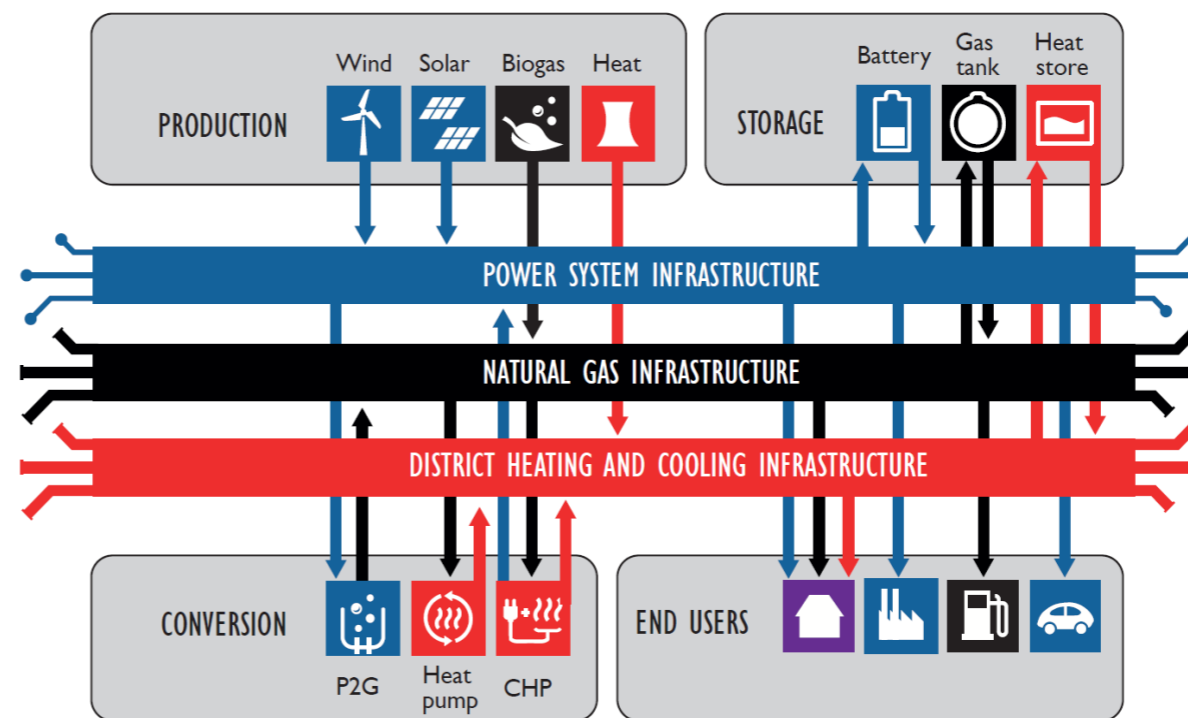 PRODUCTION
Wind
Solar
Biogas
Heat
STORAGE
Battery
Gas
tank
Heat
store
POWER SYSTEM INFRASTRUCTURE
NATURAL GAS INFRASTRUCTURE
DISTRICT HEATING AND COOLING INFRASTRUCTURE
CONVERSION
P2G
Heat
pump
CHP
END USERS